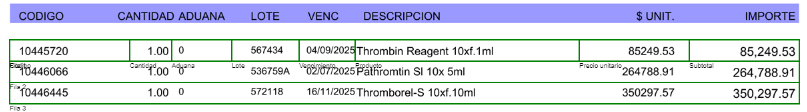 CODIGO CANTIDAD ADUANA LOTE VENC DESCRIPCION $ UNIT. IMPORTE
10445720 1.00 0 567434 04/09/2025 Thrombin Reagent 10xf.1ml 85249.53 85,249.53
Cantidad Aduana Lote Vencimiento Producto Precio unitario Subtotal
10446066 1.00 0 536759A 02/07/2025 Pathromtin Sl 10x 5ml 264788.91 264,788.91
Fila 2
10446445 1.00 0 572118 16/11/2025 Thromborel-S 10xf.10ml 350297.57 350,297.57
Fila 3